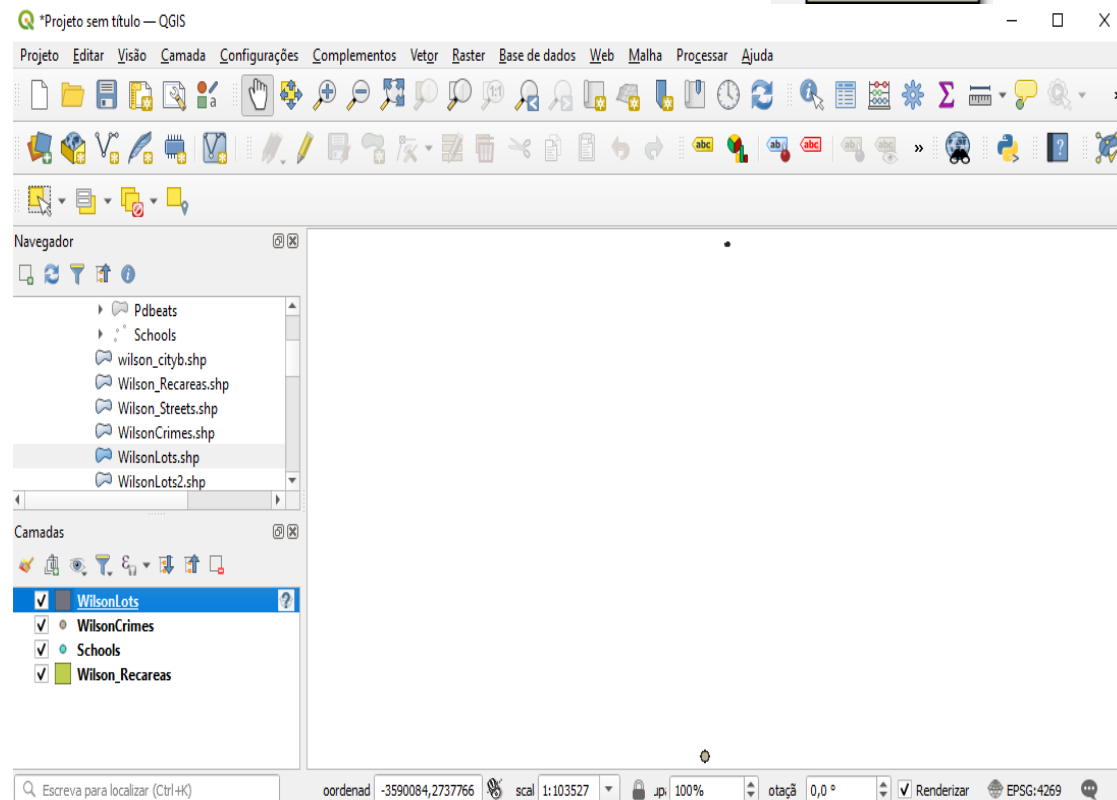 *Projeto sem título — QGIS
Projeto Editar Visão Camada Configurações Complementos Vetor Raster Base de dados Web Malha Processar Ajuda
Navegador
Pdbeats
Schools
wilson_cityb.shp
Wilson_Recareas.shp
Wilson_Streets.shp
WilsonCrimes.shp
WilsonLots.shp
WilsonLots2.shp
Camadas
WilsonLots
WilsonCrimes
Schools
Wilson_Recareas
Escreva para localizar (Ctrl+K) oordenad -3590084,2737766 scal 1:103527 100% otaçã 0,0 ° Renderizar EPSG:4269